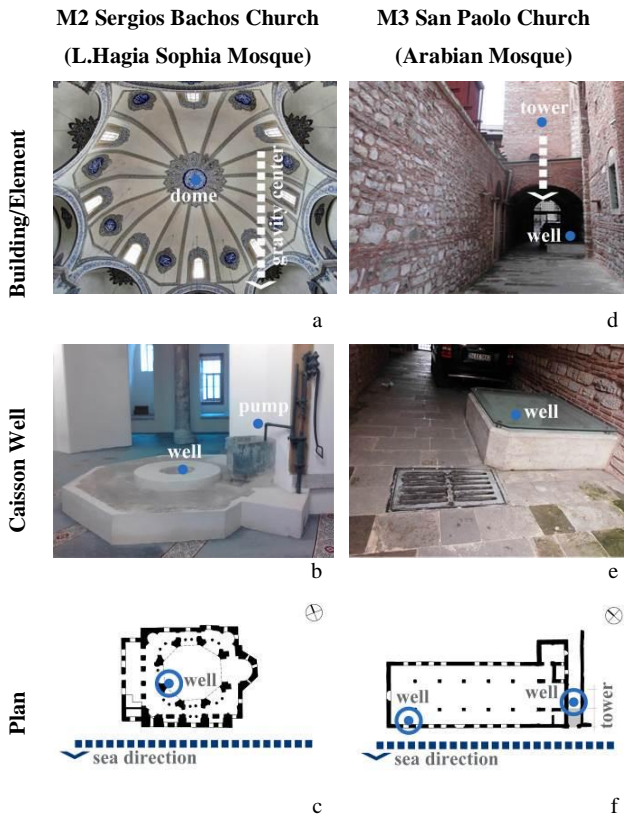 M2 Sergios Bachos Church
(L.Hagia Sophia Mosque)
M3 San Paolo Church
(Arabian Mosque)
Building/Element
dome
gravity center
a
tower
well
d
Caisson Well
pump
well
b
well
e
Plan
well
sea direction
c
well
well
tower
sea direction
f